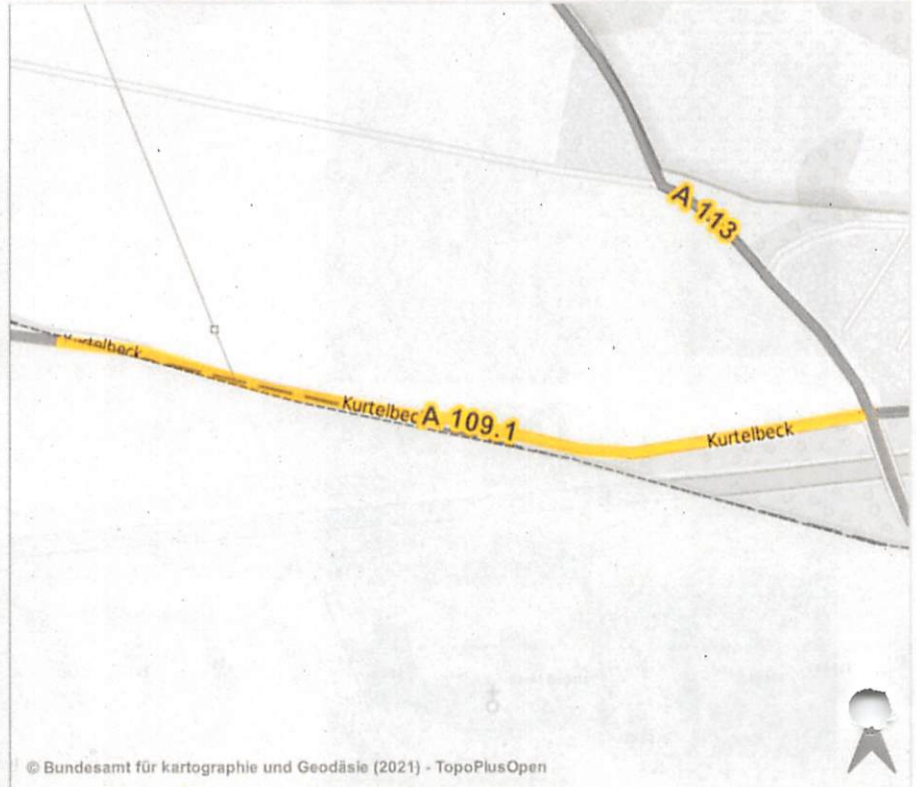 A 113
Kurtelbeck
Kurtelbec
A 109.1
Kurtelbeck
© Bundesamt für kartographie und Geodäsie (2021) - TopoPlusOpen